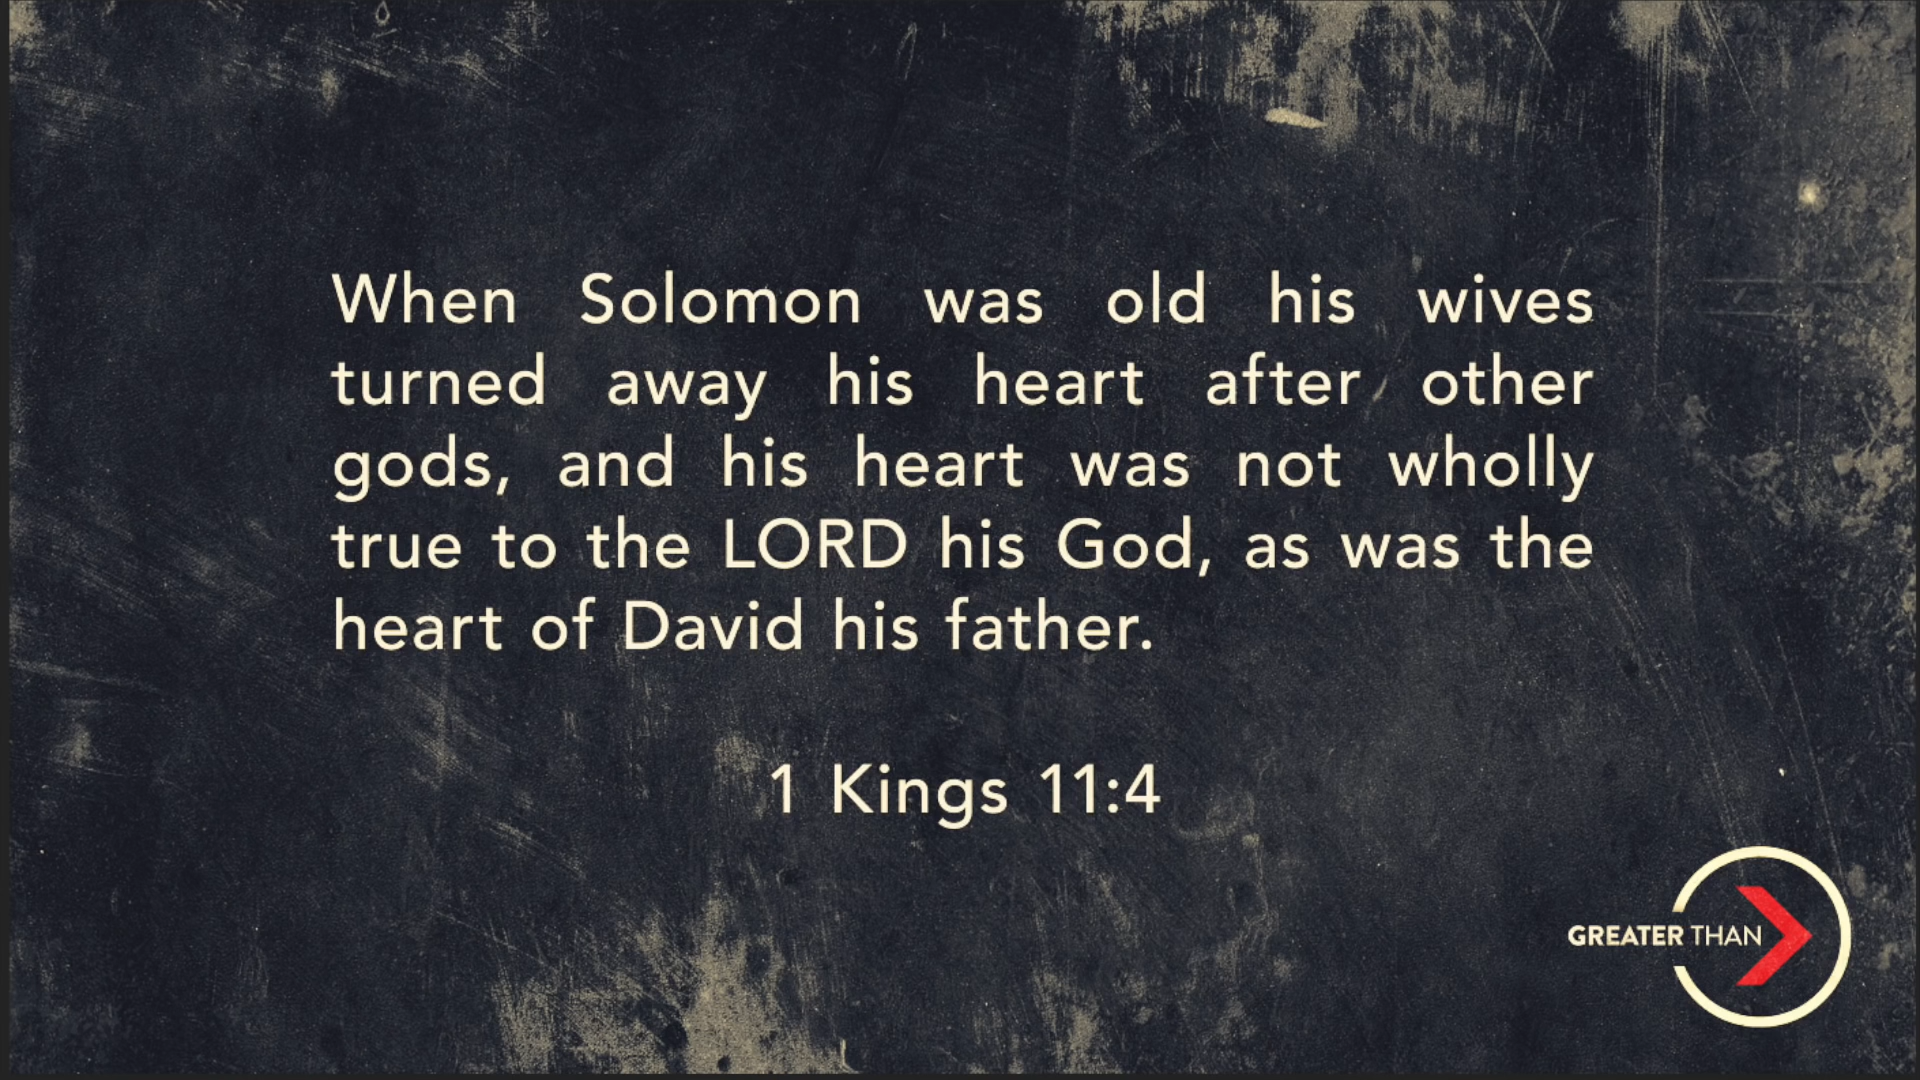 When Solomon was old his wives
turned away his heart after other
gods, and his heart was not wholly
true to the LORD his God, as was the
heart of David his father.
1 Kings 11:4
GREATER THAN